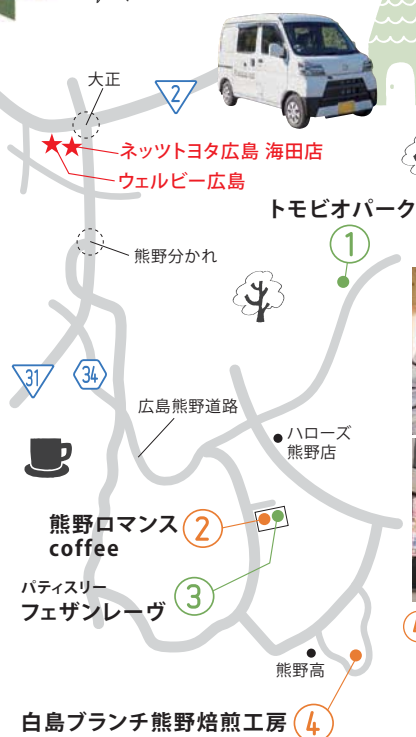 大正
2
ネッツトヨタ広島 海田店
ウェルビー広島
トモビオパーク
1
熊野分かれ
31
34
広島熊野道路
ハローズ
熊野店
熊野ロマンス
coffee
2
パティスリー
フェザンレーヴ
3
熊野高
白島ブランチ熊野焙煎工房
4